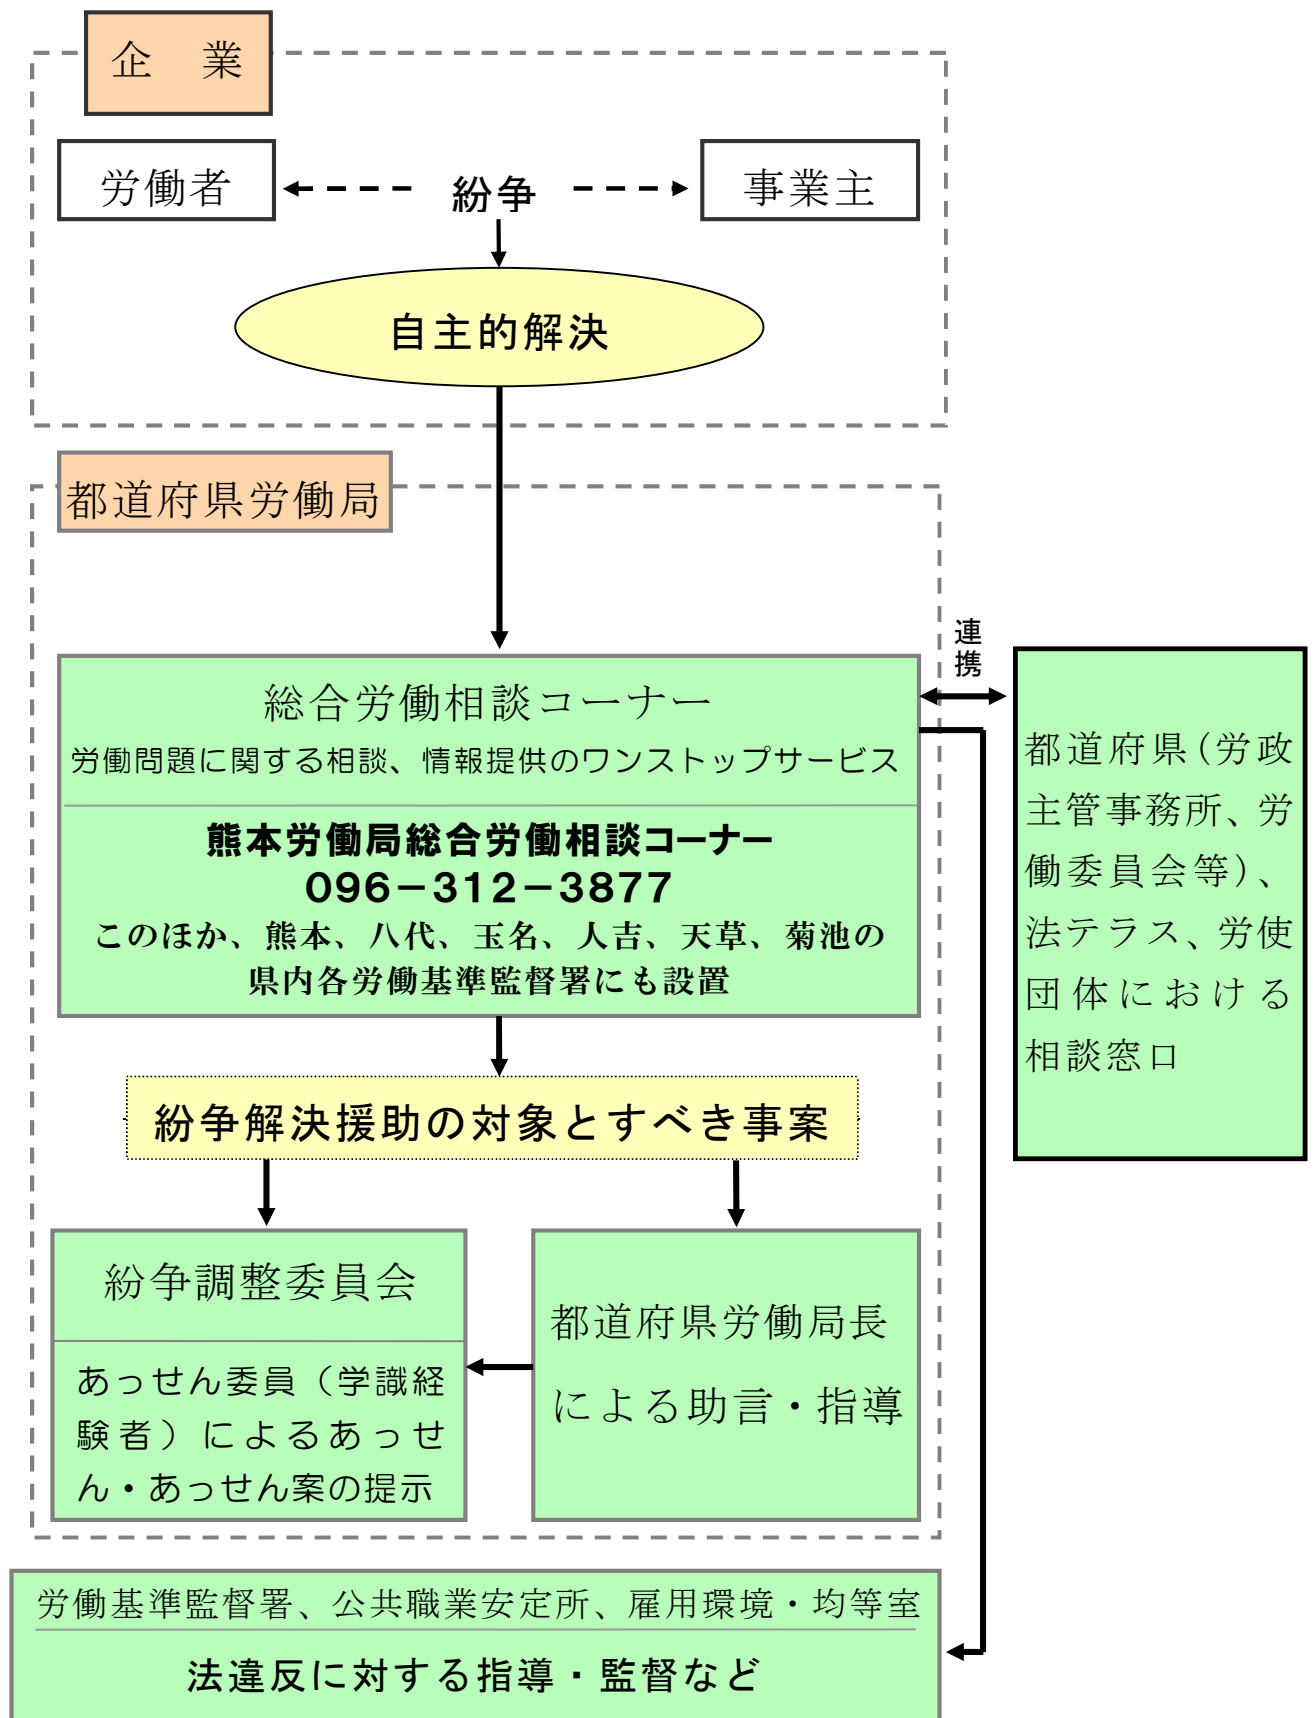 企　業
労働者
紛争
事業主
自主的解決
都道府県労働局
連携
総合労働相談コーナー
労働問題に関する相談、情報提供のワンストップサービス
熊本労働局総合労働相談コーナー
０９６－３１２－３８７７
このほか、熊本、八代、玉名、人吉、天草、菊池の
県内各労働基準監督署にも設置
都道府県（労政
主管事務所、労
働委員会等）、
法テラス、労使
団体における
相談窓口
紛争解決援助の対象とすべき事案
紛争調整委員会
あっせん委員（学識経
験者）によるあっせ
ん・あっせん案の提示
都道府県労働局長
による助言・指導
労働基準監督署、公共職業安定所、雇用環境・均等室
法違反に対する指導・監督など